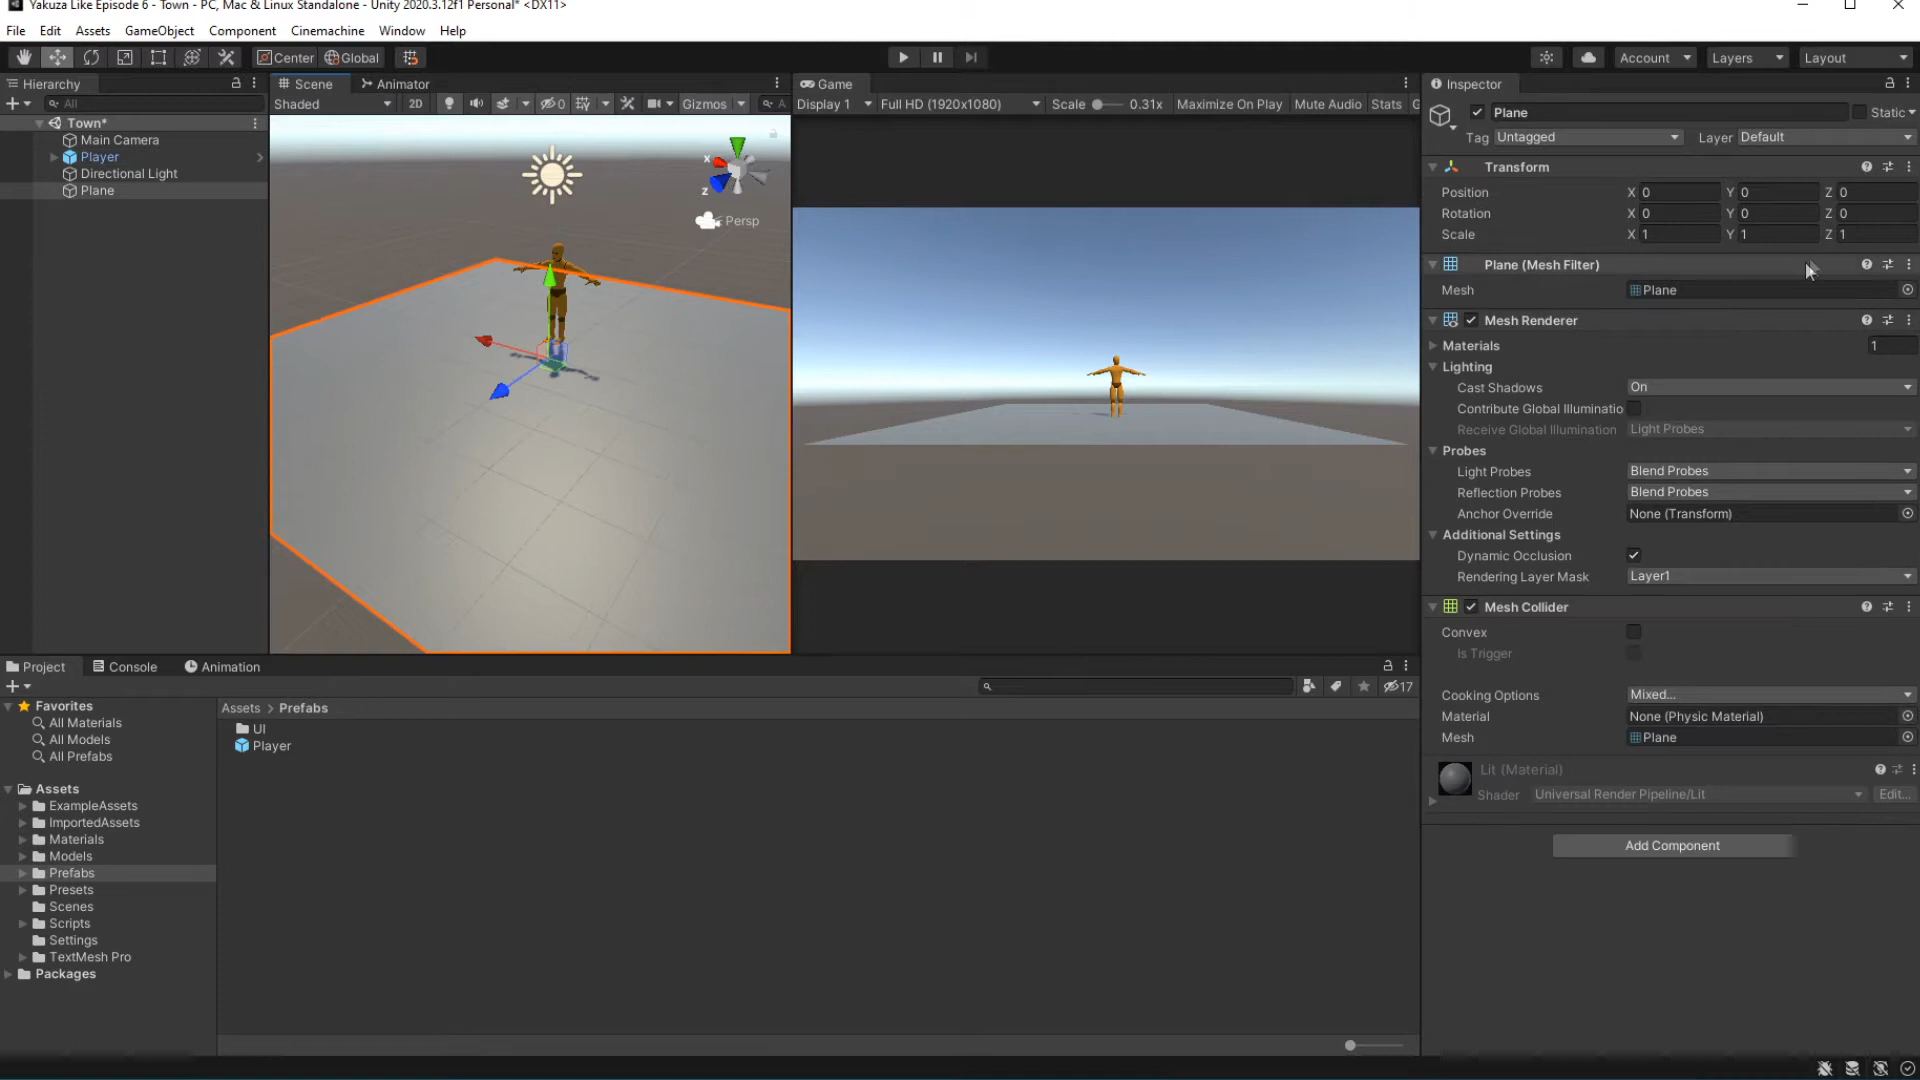 Yakuza Like Episode 6 - Town - PC, Mac & Linux Standalone - Unity 2020.3.12f1 Personal* <DX11>
File Edit Assets GameObject Component Cinemachine Window Help
Center Global Account Layers Layout
Hierarchy
All
Town*
Main Camera
Player
Directional Light
Plane
Scene Animator
Shaded 2D 0 Gizmos A
x
z
Persp
Game
Display 1 Full HD (1920x1080) Scale 0.31x Maximize On Play Mute Audio Stats G
Inspector
Plane Static
Tag Untagged Layer Default
Transform
Position X 0 Y 0 Z 0
Rotation X 0 Y 0 Z 0
Scale X 1 Y 1 Z 1
Plane (Mesh Filter)
Mesh Plane
Mesh Renderer
Materials 1
Lighting
Cast Shadows On
Contribute Global Illuminatio
Receive Global Illumination Light Probes
Probes
Light Probes Blend Probes
Reflection Probes Blend Probes
Anchor Override None (Transform)
Additional Settings
Dynamic Occlusion
Rendering Layer Mask Layer1
Mesh Collider
Convex
Is Trigger
Cooking Options Mixed...
Material None (Physic Material)
Mesh Plane
Lit (Material)
Shader Universal Render Pipeline/Lit Edit...
Add Component
Project Console Animation
17
Favorites
All Materials
All Models
All Prefabs
Assets
ExampleAssets
ImportedAssets
Materials
Models
Prefabs
Presets
Scenes
Scripts
Settings
TextMesh Pro
Packages
Assets > Prefabs
UI
Player